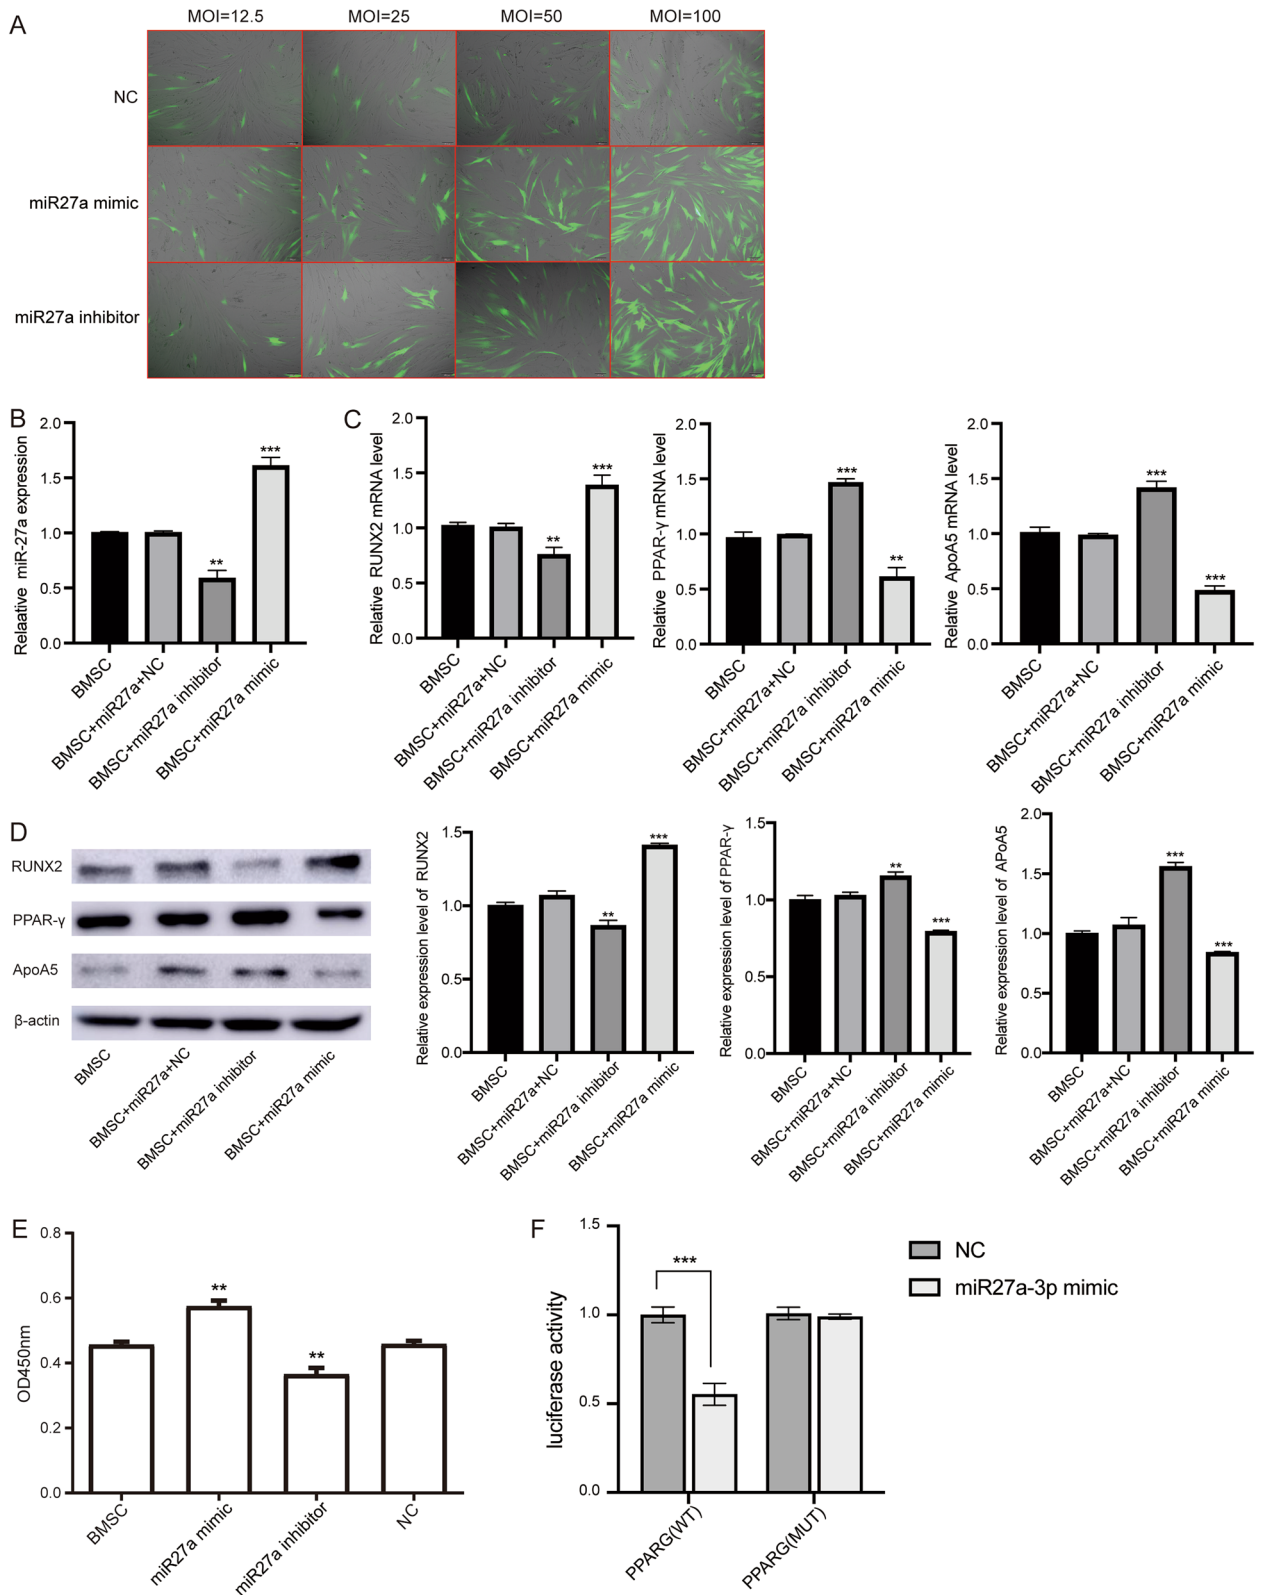 A
MOI=12.5 MOI=25 MOI=50 MOI=100
NC
miR27a mimic
miR27a inhibitor
B
Relaative miR-27a expression
2.0
1.5
1.0
0.5
0.0
***
**
BMSC
BMSC+miR27a+NC
BMSC+miR27a inhibitor
BMSC+miR27a mimic
C
Relative RUNX2 mRNA level
2.0
1.5
1.0
0.5
0.0
**
***
BMSC
BMSC+miR27a+NC
BMSC+miR27a inhibitor
BMSC+miR27a mimic
Relative PPAR-γ mRNA level
2.0
1.5
1.0
0.5
0.0
***
**
BMSC
BMSC+miR27a+NC
BMSC+miR27a inhibitor
BMSC+miR27a mimic
Relative ApoA5 mRNA level
2.0
1.5
1.0
0.5
0.0
***
***
BMSC
BMSC+miR27a+NC
BMSC+miR27a inhibitor
BMSC+miR27a mimic
D
RUNX2
PPAR-γ
ApoA5
β-actin
BMSC
BMSC+miR27a+NC
BMSC+miR27a inhibitor
BMSC+miR27a mimic
Relative expression level of RUNX2
1.5
1.0
0.5
0.0
**
***
BMSC
BMSC+miR27a+NC
BMSC+miR27a inhibitor
BMSC+miR27a mimic
Relative expression level of PPAR-γ
1.5
1.0
0.5
0.0
**
***
BMSC
BMSC+miR27a+NC
BMSC+miR27a inhibitor
BMSC+miR27a mimic
Relative expression level of APoA5
2.0
1.5
1.0
0.5
0.0
***
***
BMSC
BMSC+miR27a+NC
BMSC+miR27a inhibitor
BMSC+miR27a mimic
E
OD450nm
0.8
0.6
0.4
0.2
0.0
**
**
BMSC
miR27a mimic
miR27a inhibitor
NC
F
luciferase activity
1.5
1.0
0.5
0.0
***
PPARG(WT)
PPARG(MUT)
NC
miR27a-3p mimic